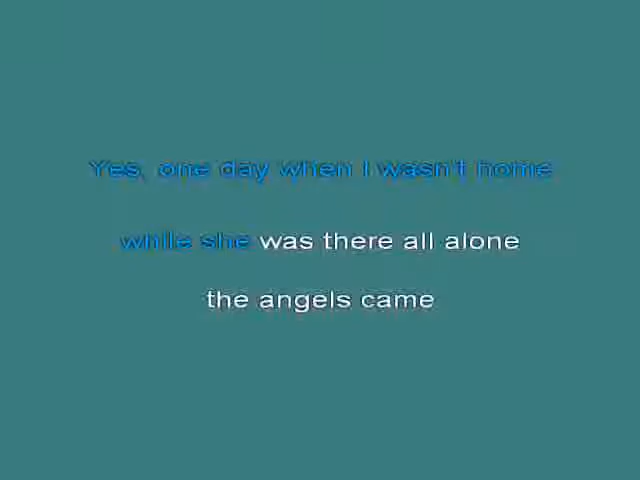 Yes, one day when I wasn't home
while she was there all alone
the angels came